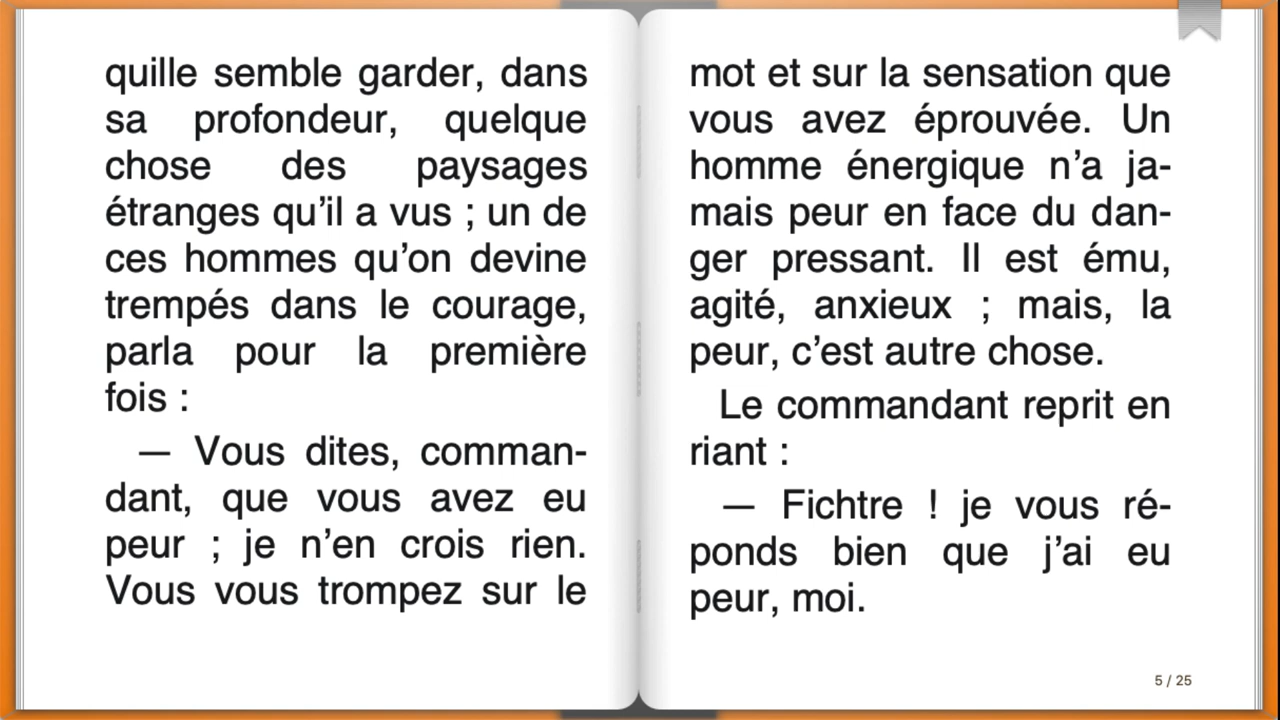 quille semble garder, dans
sa profondeur, quelque
chose des paysages
étranges qu’il a vus ; un de
ces hommes qu’on devine
trempés dans le courage,
parla pour la première
fois :
— Vous dites, comman-
dant, que vous avez eu
peur ; je n’en crois rien.
Vous vous trompez sur le
mot et sur la sensation que
vous avez éprouvée. Un
homme énergique n’a ja-
mais peur en face du dan-
ger pressant. Il est ému,
agité, anxieux ; mais, la
peur, c’est autre chose.
Le commandant reprit en
riant :
— Fichtre ! je vous ré-
ponds bien que j’ai eu
peur, moi.
5 / 25